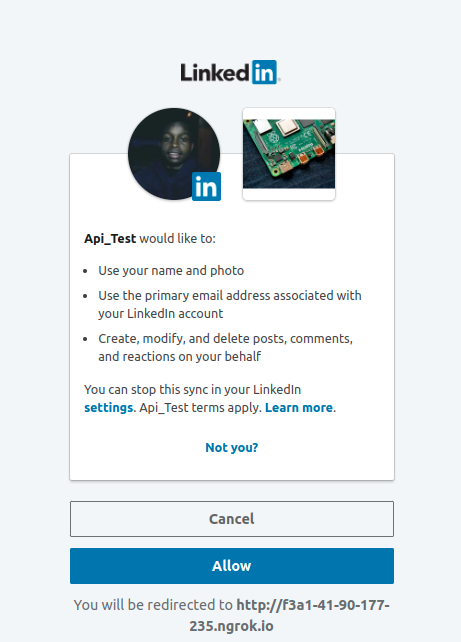 Linked in
in
Api_Test would like to:
• Use your name and photo
• Use the primary email address associated with
your LinkedIn account
• Create, modify, and delete posts, comments,
and reactions on your behalf
You can stop this sync in your LinkedIn
settings. Api_Test terms apply. Learn more.
Not you?
Cancel
Allow
You will be redirected to http://f3a1-41-90-177-
235.ngrok.io